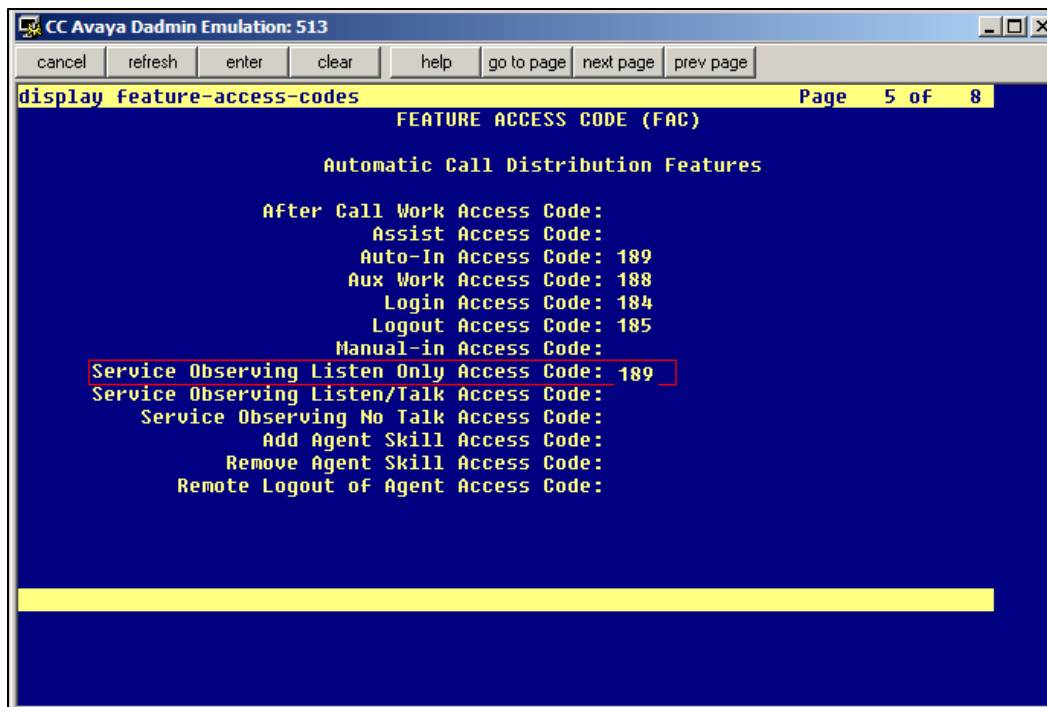 CC Avaya Dadmin Emulation: 513
cancel refresh enter clear help go to page next page prev page
display feature-access-codes Page 5 of 8
FEATURE ACCESS CODE (FAC)
Automatic Call Distribution Features
After Call Work Access Code:
Assist Access Code:
Auto-In Access Code: 189
Aux Work Access Code: 188
Login Access Code: 184
Logout Access Code: 185
Manual-in Access Code:
Service Observing Listen Only Access Code: 189
Service Observing Listen/Talk Access Code:
Service Observing No Talk Access Code:
Add Agent Skill Access Code:
Remove Agent Skill Access Code:
Remote Logout of Agent Access Code: